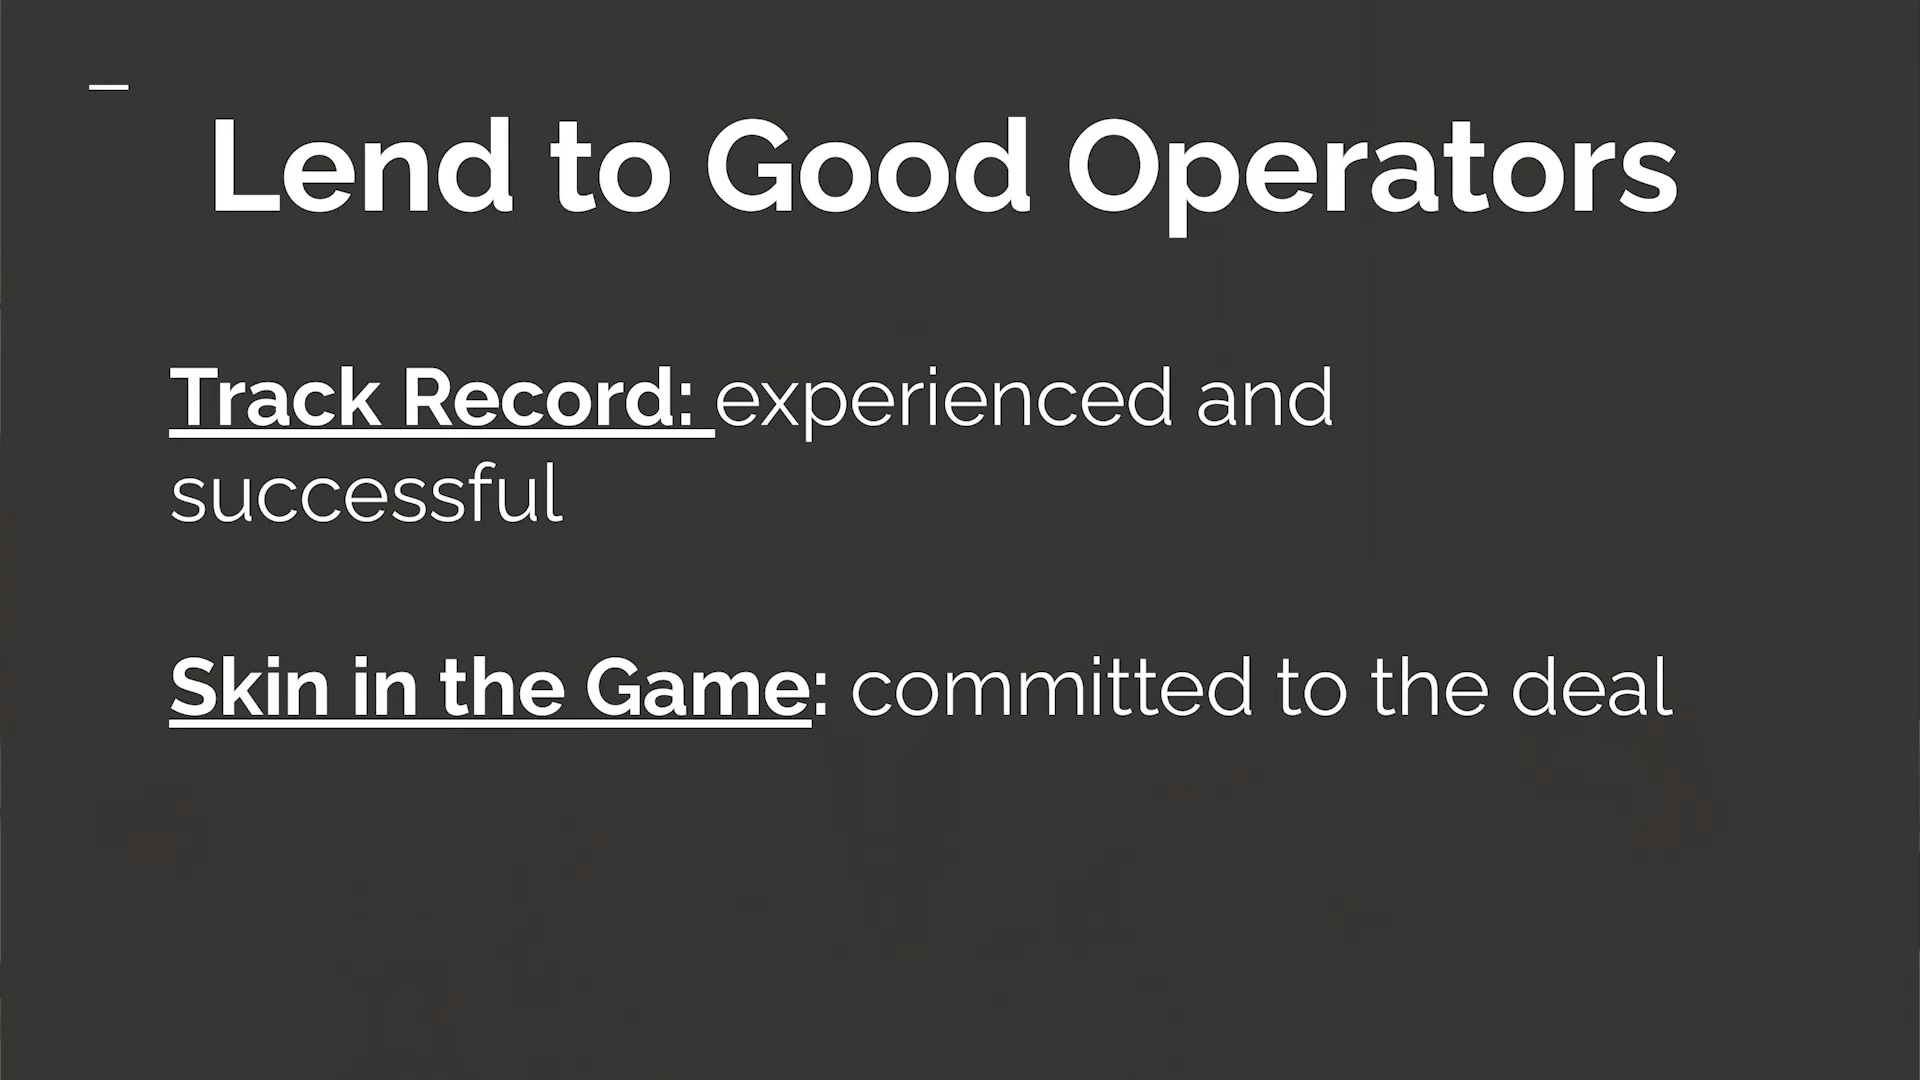 Lend to Good Operators
Track Record: experienced and
successful
Skin in the Game: committed to the deal